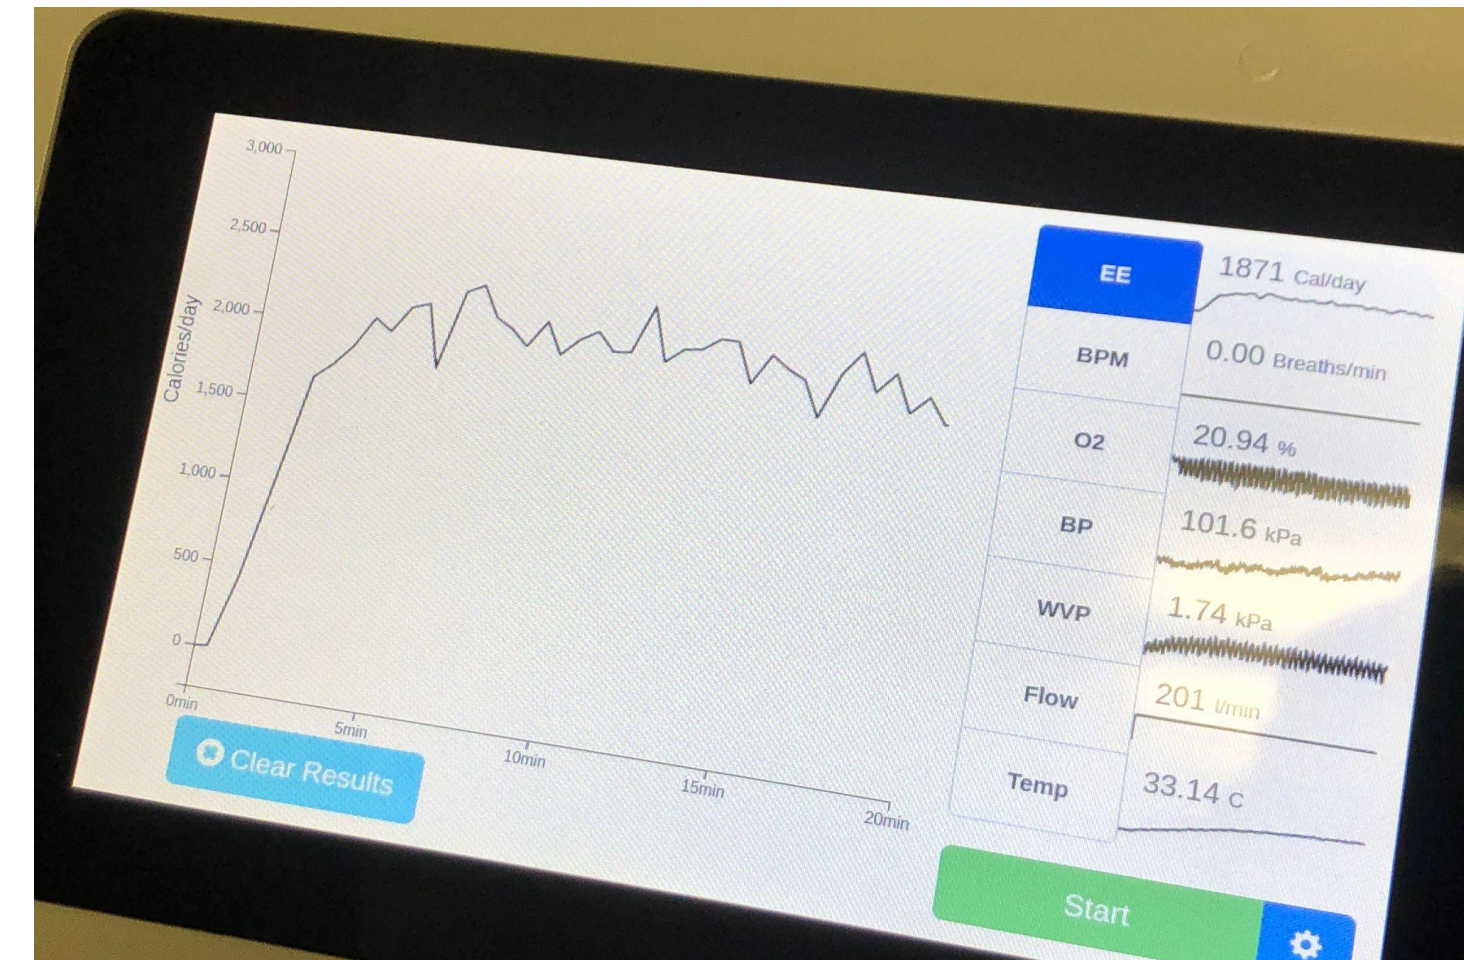 3,000
2,500
2,000
1,500
1,000
500
0
Calories/day
0min
5min
10min
15min
20min
Clear Results
EE
1871 Cal/day
BPM
0.00 Breaths/min
O2
20.94 %
BP
101.6 kPa
WVP
1.74 kPa
Flow
201 l/min
Temp
33.14 C
Start